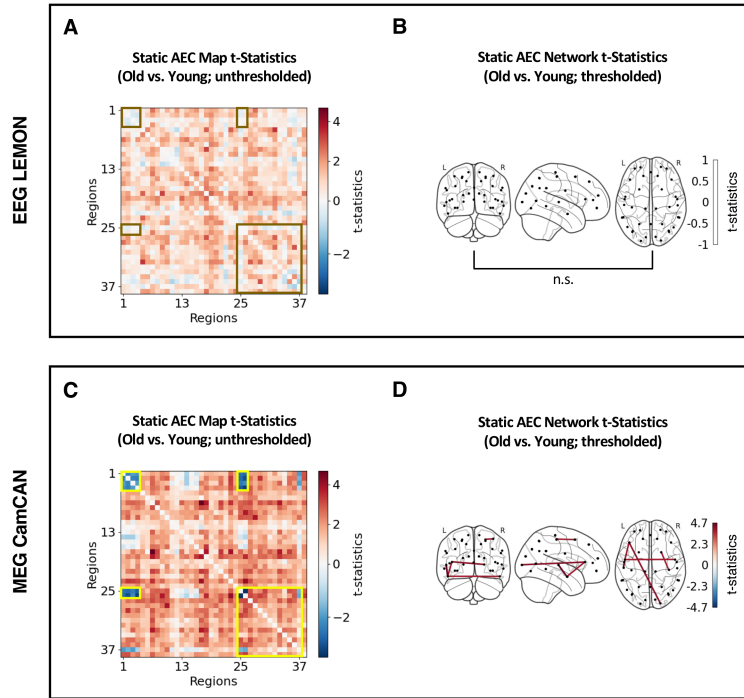 EEG LEMON
A
Static AEC Map t-Statistics
(Old vs. Young; unthresholded)
1
13
25
37
Regions
1
13
25
37
Regions
4
2
0
−2
t-statistics
B
Static AEC Network t-Statistics
(Old vs. Young; thresholded)
L
R
L
R
1
0.5
0
-0.5
-1
t-statistics
n.s.
MEG CamCAN
C
Static AEC Map t-Statistics
(Old vs. Young; unthresholded)
1
13
25
37
Regions
1
13
25
37
Regions
4
2
0
−2
t-statistics
D
Static AEC Network t-Statistics
(Old vs. Young; thresholded)
L
R
L
R
4.7
2.3
0
-2.3
-4.7
t-statistics